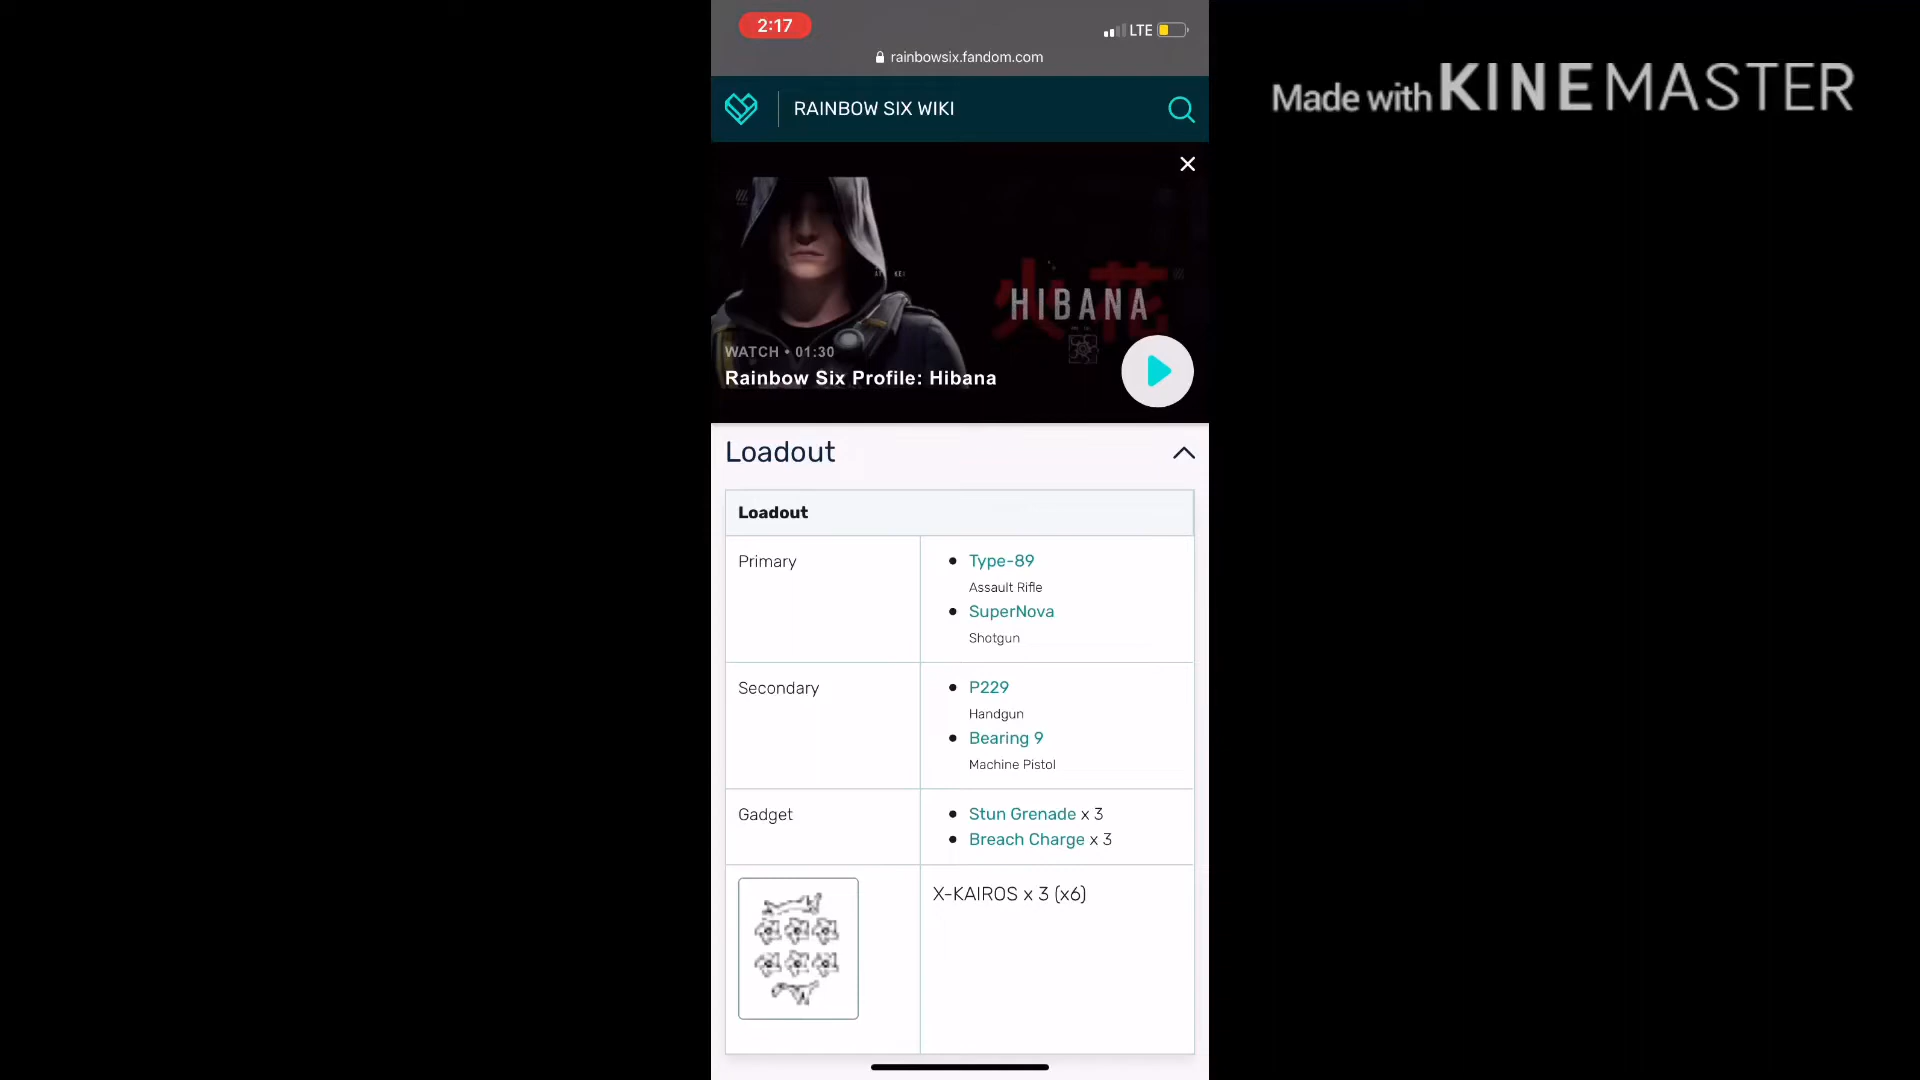 2:17
LTE
rainbowsix.fandom.com
Made with KINEMASTER
RAINBOW SIX WIKI
火花
HIBANA
WATCH • 01:30
Rainbow Six Profile: Hibana
Loadout
Loadout
Primary
• Type-89
Assault Rifle
• SuperNova
Shotgun
Secondary
• P229
Handgun
• Bearing 9
Machine Pistol
Gadget
• Stun Grenade x 3
• Breach Charge x 3
X-KAIROS x 3 (x6)